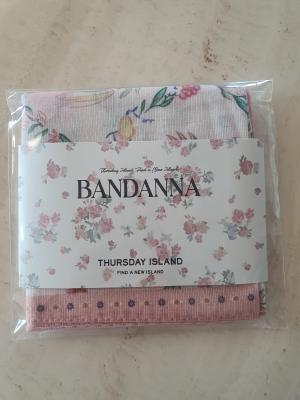 BANDANNA
THURSDAY ISLAND
FIND A NEW ISLAND